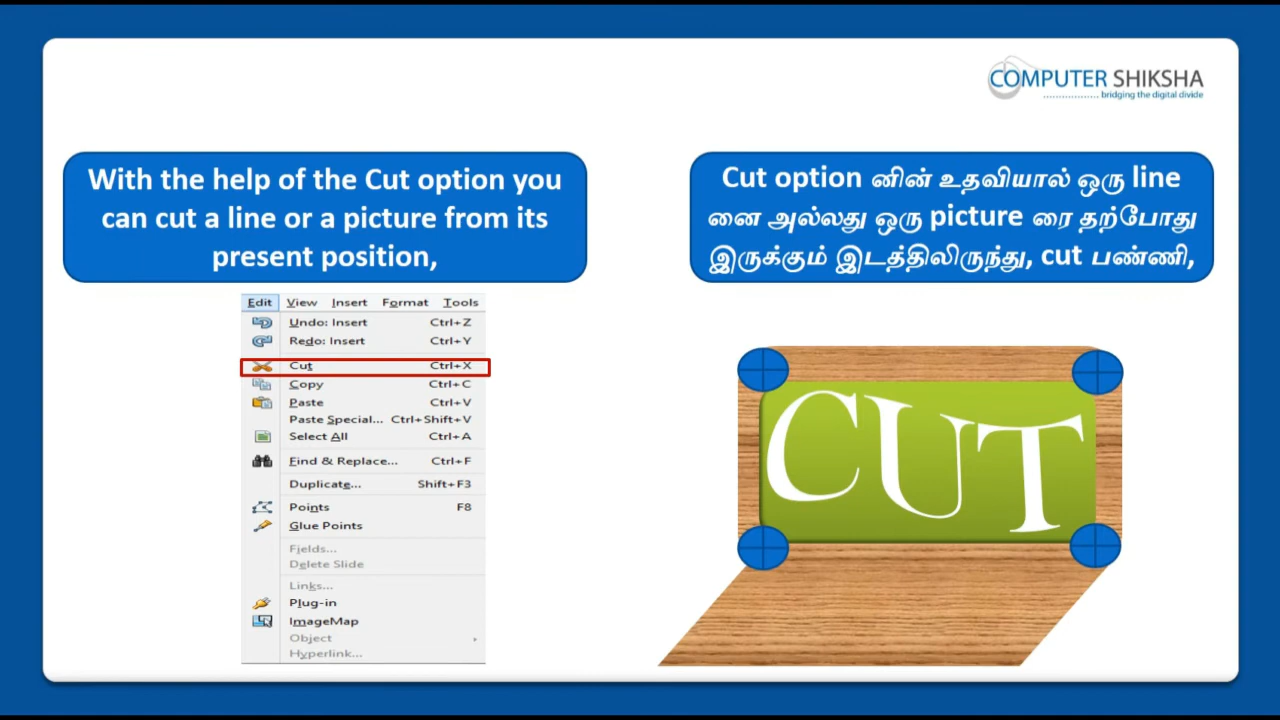 COMPUTER SHIKSHA
bridging the digital divide
With the help of the Cut option you
can cut a line or a picture from its
present position,
Cut option னின் உதவியால் ஒரு line
னை அல்லது ஒரு picture ரை தற்போது
இருக்கும் இடத்திலிருந்து, cut பண்ணி,
Edit View Insert Format Tools
Undo: Insert Ctrl+Z
Redo: Insert Ctrl+Y
Cut Ctrl+X
Copy Ctrl+C
Paste Ctrl+V
Paste Special... Ctrl+Shift+V
Select All Ctrl+A
Find & Replace... Ctrl+F
Duplicate... Shift+F3
Points F8
Glue Points
Fields...
Delete Slide
Links...
Plug-in
ImageMap
Object
Hyperlink...
CUT